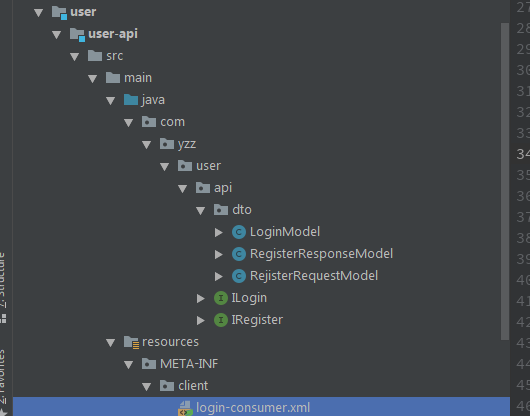 user
user-api
src
main
java
com
yzz
user
api
dto
LoginModel
RegisterResponseModel
RejisterRequestModel
ILogin
IRegister
resources
META-INF
client
login-consumer.xml
27
28
29
30
31
32
33
34
35
36
37
38
39
40
41
42
43
44
45
46
7: Structure
2: Favorites